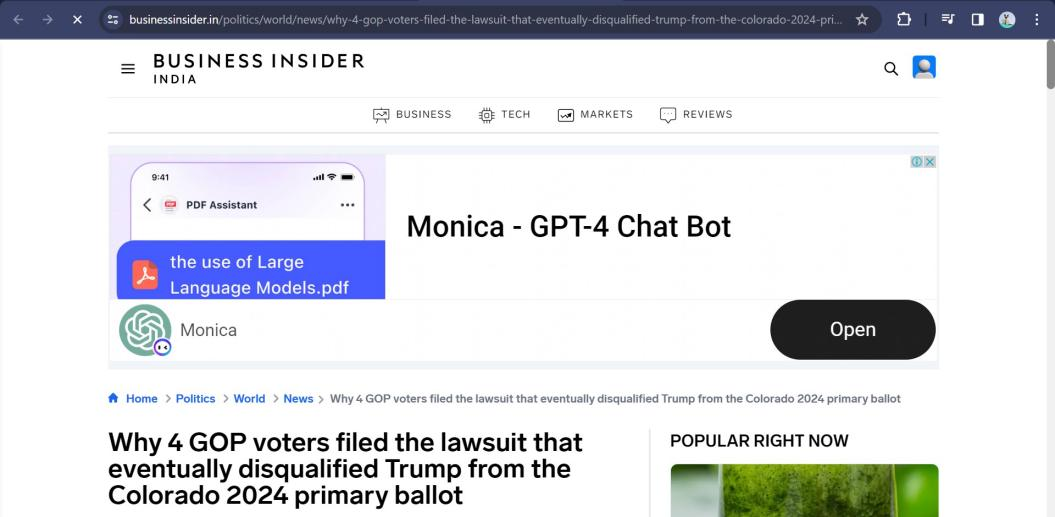 businessinsider.in/politics/world/news/why-4-gop-voters-filed-the-lawsuit-that-eventually-disqualified-trump-from-the-colorado-2024-pri...
BUSINESS INSIDER
INDIA
BUSINESS TECH MARKETS REVIEWS
9:41
PDF Assistant
the use of Large
Language Models.pdf
Monica - GPT-4 Chat Bot
Monica
Open
Home > Politics > World > News > Why 4 GOP voters filed the lawsuit that eventually disqualified Trump from the Colorado 2024 primary ballot
Why 4 GOP voters filed the lawsuit that
eventually disqualified Trump from the
Colorado 2024 primary ballot
POPULAR RIGHT NOW